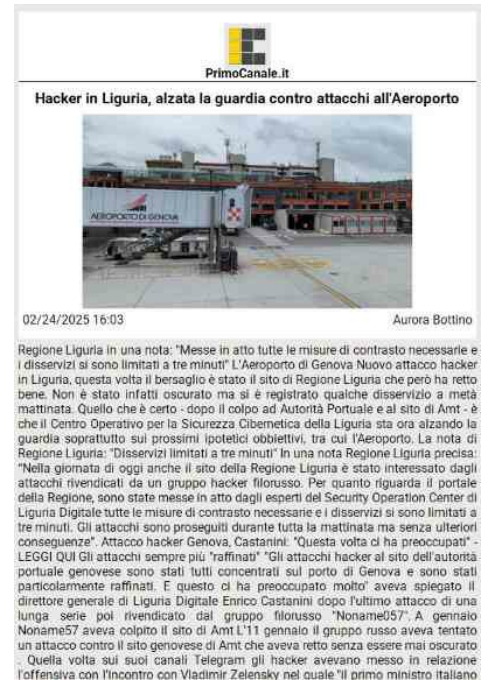 PrimoCanale.it
Hacker in Liguria, alzata la guardia contro attacchi all'Aeroporto
AEROPORTO DI GENOVA
02/24/2025 16:03
Aurora Bottino
Regione Liguria in una nota: "Messe in atto tutte le misure di contrasto necessarie e
i disservizi si sono limitati a tre minuti" L'Aeroporto di Genova Nuovo attacco hacker
in Liguria, questa volta il bersaglio è stato il sito di Regione Liguria che però ha retto
bene. Non è stato infatti oscurato ma si è registrato qualche disservizio a metà
mattinata. Quello che è certo - dopo il colpo ad Autorità Portuale e al sito di Amt - è
che il Centro Operativo per la Sicurezza Cibernetica della Liguria sta ora alzando la
guardia soprattutto sui prossimi ipotetici obbiettivi, tra cui l'Aeroporto. La nota di
Regione Liguria: "Disservizi limitati a tre minuti" In una nota Regione Liguria precisa:
"Nella giornata di oggi anche il sito della Regione Liguria è stato interessato dagli
attacchi rivendicati da un gruppo hacker filorusso. Per quanto riguarda il portale
della Regione, sono state messe in atto dagli esperti del Security Operation Center di
Liguria Digitale tutte le misure di contrasto necessarie e i disservizi si sono limitati a
tre minuti. Gli attacchi sono proseguiti durante tutta la mattinata ma senza ulteriori
conseguenze". Attacco hacker Genova, Castanini: "Questa volta ci ha preoccupati" -
LEGGI QUI Gli attacchi sempre più "raffinati" "Gli attacchi hacker al sito dell'autorità
portuale genovese sono stati tutti concentrati sul porto di Genova e sono stati
particolarmente raffinati. E questo ci ha preoccupato molto" aveva spiegato il
direttore generale di Liguria Digitale Enrico Castanini dopo l'ultimo attacco di una
lunga serie poi rivendicato dal gruppo filorusso "Noname057". A gennaio
Noname57 aveva colpito il sito di Amt L'11 gennaio il gruppo russo aveva tentato
un attacco contro il sito genovese di Amt che aveva retto senza essere mai oscurato
. Quella volta sui suoi canali Telegram gli hacker avevano messo in relazione
l'offensiva con l'incontro con Vladimir Zelensky nel quale "il primo ministro italiano